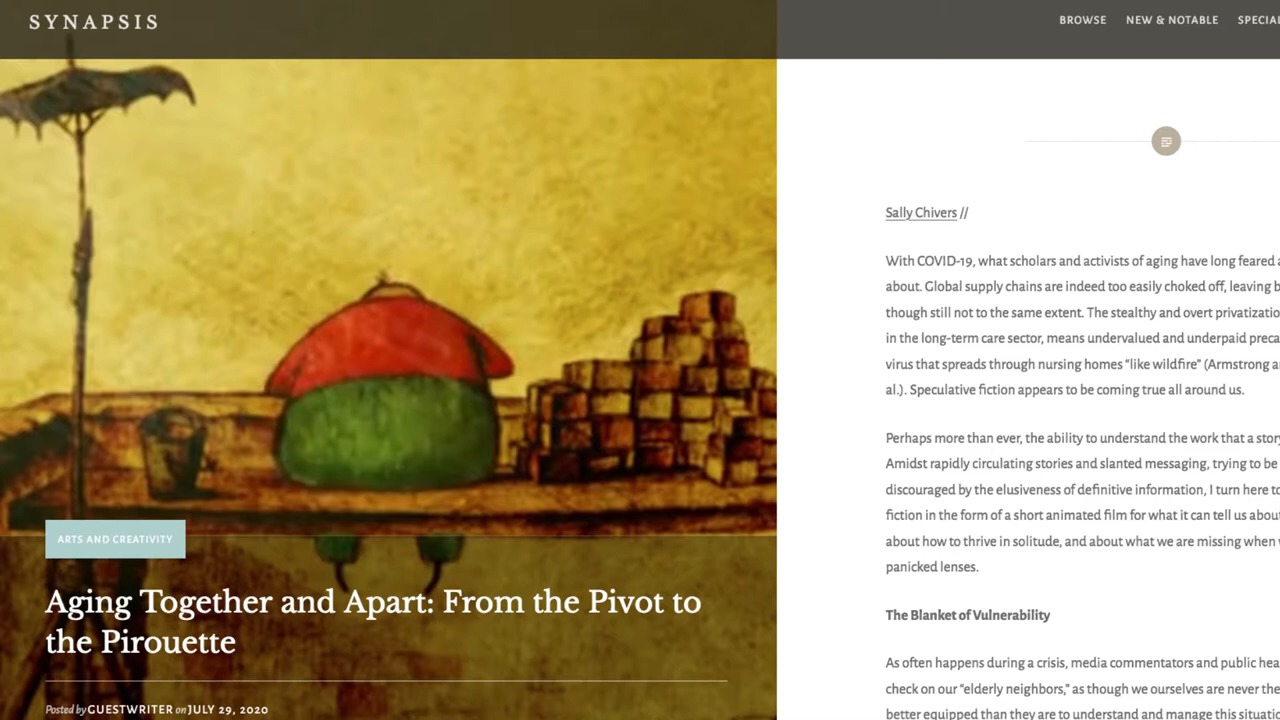 SYNAPSIS
BROWSE NEW & NOTABLE SPECIAL
ARTS AND CREATIVITY
Aging Together and Apart: From the Pivot to
the Pirouette
Posted by GUESTWRITER on JULY 29, 2020
Sally Chivers //
With COVID-19, what scholars and activists of aging have long feared
about. Global supply chains are indeed too easily choked off, leaving
though still not to the same extent. The stealthy and overt privatizatio
in the long-term care sector, means undervalued and underpaid preca
virus that spreads through nursing homes “like wildfire” (Armstrong
al.). Speculative fiction appears to be coming true all around us.
Perhaps more than ever, the ability to understand the work that a story
Amidst rapidly circulating stories and slanted messaging, trying to be
discouraged by the elusiveness of definitive information, I turn here to
fiction in the form of a short animated film for what it can tell us about
about how to thrive in solitude, and about what we are missing when
panicked lenses.
The Blanket of Vulnerability
As often happens during a crisis, media commentators and public hea
check on our “elderly neighbors,” as though we ourselves are never the
better equipped than they are to understand and manage this situatio